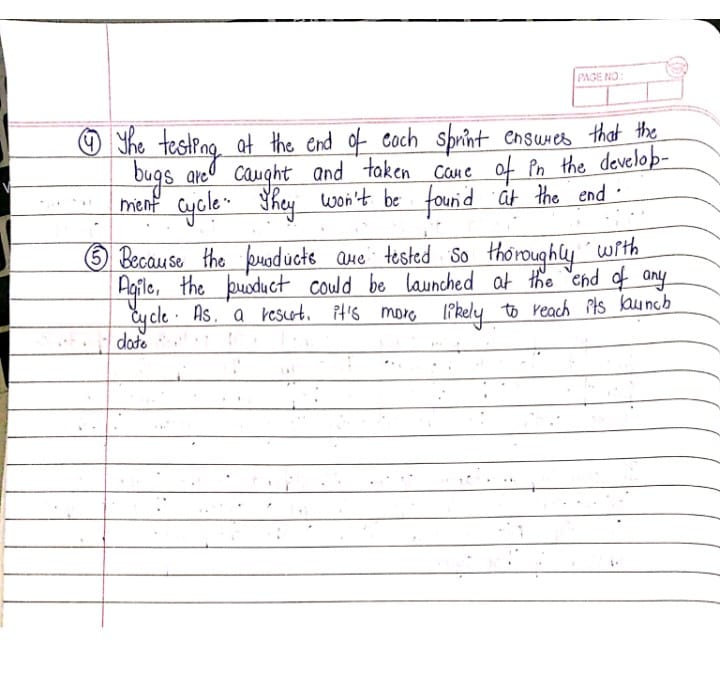 PAGE NO:
④ The testing at the end of each sprint ensures that the
bugs are caught and taken care of in the develop-
ment cycle. They won't be found at the end.
⑤ Because the products are tested so thoroughly with
Agile, the product could be launched at the end of any
cycle. As. a result. it's more likely to reach its launch
date